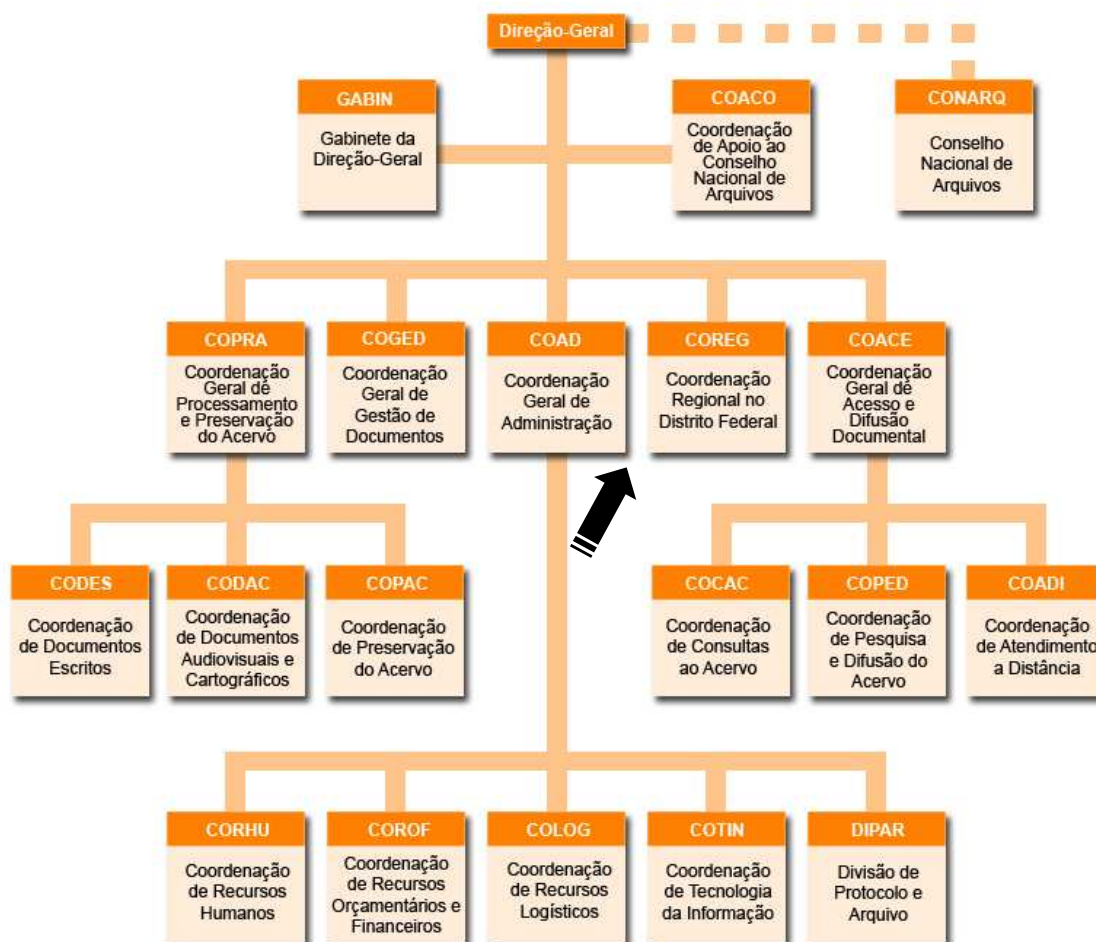 Direção-Geral
GABIN
Gabinete da
Direção-Geral
COACO
Coordenação
de Apoio ao
Conselho
Nacional de
Arquivos
CONARQ
Conselho
Nacional de
Arquivos
COPRA
Coordenação
Geral de
Processamento
e Preservação
do Acervo
COGED
Coordenação
Geral de
Gestão de
Documentos
COAD
Coordenação
Geral de
Administração
COREG
Coordenação
Regional no
Distrito Federal
COACE
Coordenação
Geral de
Acesso e
Difusão
Documental
CODES
Coordenação
de Documentos
Escritos
CODAC
Coordenação
de Documentos
Audiovisuais e
Cartográficos
COPAC
Coordenação
de Preservação
do Acervo
COCAC
Coordenação
de Consultas
ao Acervo
COPED
Coordenação
de Pesquisa
e Difusão do
Acervo
COADI
Coordenação
de Atendimento
a Distância
CORHU
Coordenação
de Recursos
Humanos
COROF
Coordenação
de Recursos
Orçamentários e
Financeiros
COLOG
Coordenação
de Recursos
Logísticos
COTIN
Coordenação
de Tecnologia
da Informação
DIPAR
Divisão de
Protocolo e
Arquivo